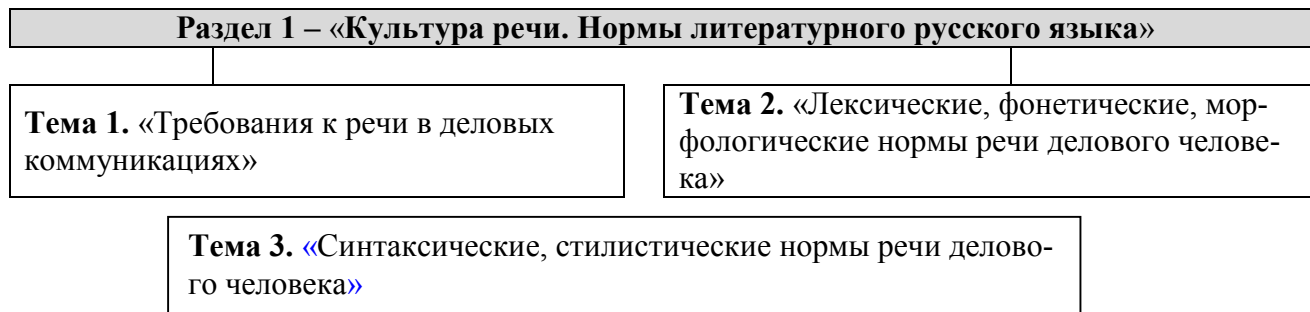 Раздел 1 – «Культура речи. Нормы литературного русского языка»
Тема 1. «Требования к речи в деловых
коммуникациях»
Тема 2. «Лексические, фонетические, мор-
фологические нормы речи делового челове-
ка»
Тема 3. «Синтаксические, стилистические нормы речи делово-
го человека»